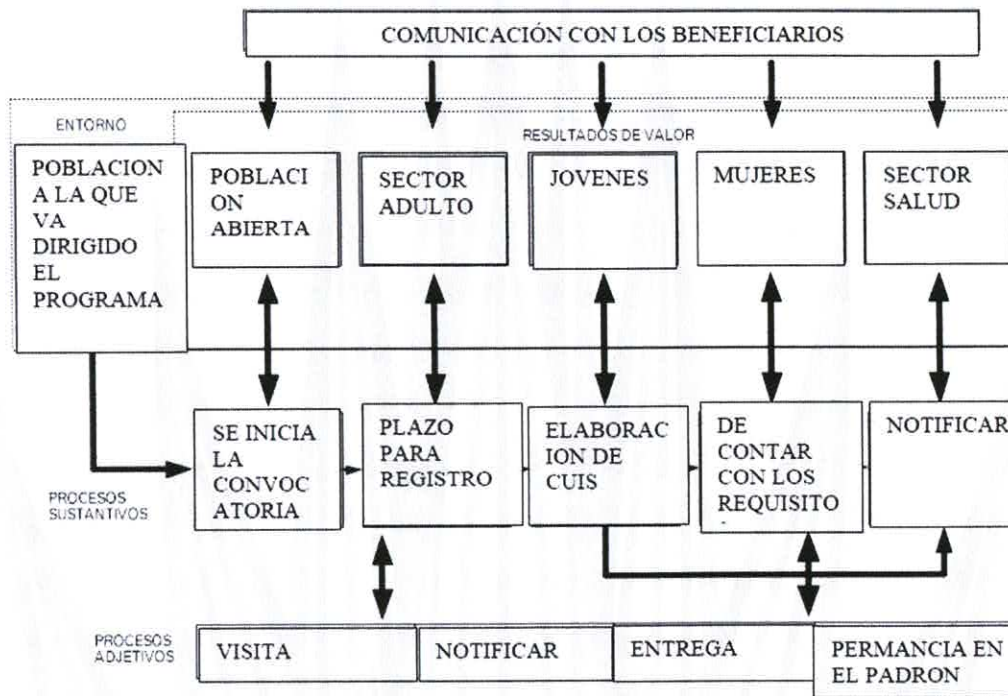 COMUNICACIÓN CON LOS BENEFICIARIOS
ENTORNO
RESULTADOS DE VALOR
POBLACION
A LA QUE
VA
DIRIGIDO
EL
PROGRAMA
POBLACI
ON
ABIERTA
SECTOR
ADULTO
JOVENES
MUJERES
SECTOR
SALUD
PROCESOS
SUSTANTIVOS
SE INICIA
LA
CONVOC
ATORIA
PLAZO
PARA
REGISTRO
ELABORAC
ION DE
CUIS
DE
CONTAR
CON LOS
REQUISITO
NOTIFICAR
PROCESOS
ADJETIVOS
VISITA
NOTIFICAR
ENTREGA
PERMANCIA EN
EL PADRON